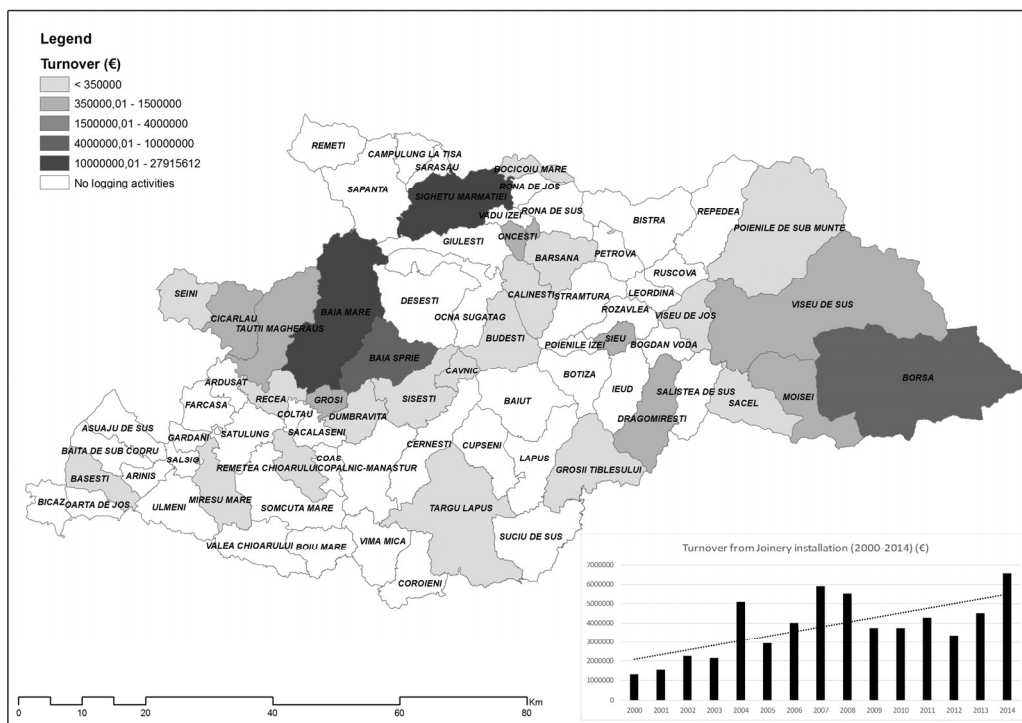 Legend
Turnover (€)
< 350000
350000,01 - 1500000
1500000,01 - 4000000
4000000,01 - 10000000
10000000,01 - 27915612
No logging activities
REMETI
CAMPULUNG LA TISA
SARASAU
SAPANTA
BOCICOIU MARE
RONA DE JOS
SIGHETU MARMATIEI
VADU IZEI
RONA DE SUS
BISTRA
REPEDEA
POIENILE DE SUB MUNTE
GIULESTI
ONCESTI
BARSANA
PETROVA
RUSCOVA
LEORDINA
SEINI
CICARLAU
TAUTII MAGHERAUS
BAIA MARE
DESESTI
OCNA SUGATAG
CALINESTI
STRAMTURA
ROZAVLEA
VISEU DE JOS
VISEU DE SUS
BUDESTI
POIENILE IZEI
SIEU
BOGDAN VODA
BAIA SPRIE
CAVNIC
BOTIZA
IEUD
SALISTEA DE SUS
SACEL
MOISEI
BORSA
ARDUSAT
FARCASA
RECEA
GROSI
SISESTI
BAIUT
COLTAU
DUMBRAVITA
DRAGOMIRESTI
ASUAJU DE SUS
GARDANI
SATULUNG
SACALASENI
CERNESTI
CUPSENI
BAITA DE SUB CODRU
SALSIG
REMETEA CHIOARULUI
COAS
COPALNIC-MANASTUR
LAPUS
GROSII TIBLESULUI
BASESTI
ARINIS
BICAZ
OARTA DE JOS
ULMENI
MIRESU MARE
SOMCUTA MARE
TARGU LAPUS
SUCIU DE SUS
VALEA CHIOARULUI
BOIU MARE
VIMA MICA
COROIENI
Turnover from Joinery installation (2000-2014) (€)
7000000
6000000
5000000
4000000
3000000
2000000
1000000
0
2000 2001 2002 2003 2004 2005 2006 2007 2008 2009 2010 2011 2012 2013 2014
Km
0 10 20 40 60 80